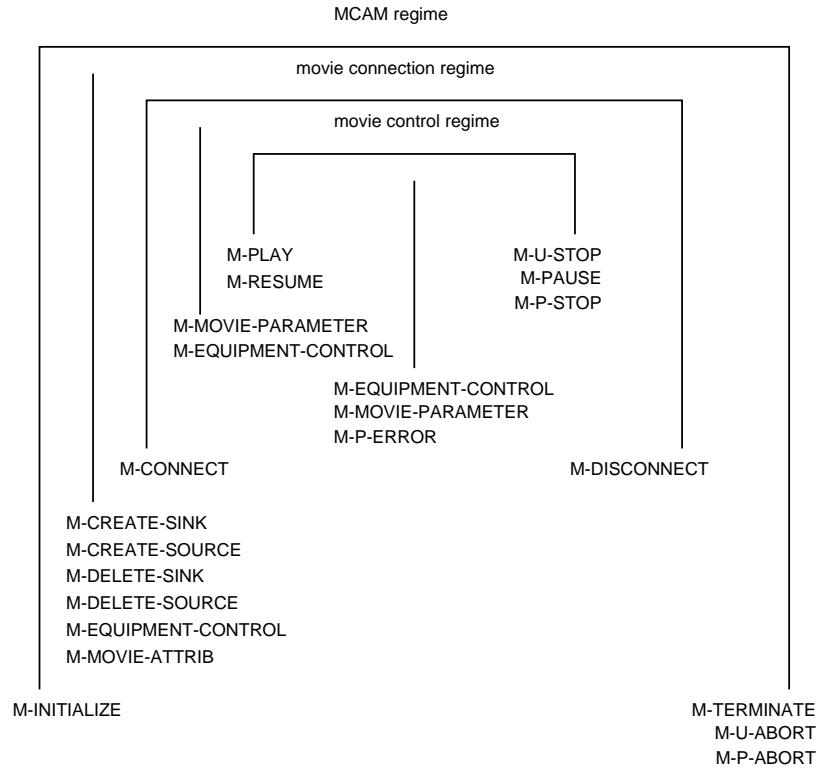 MCAM regime
movie connection regime
movie control regime
M-PLAY
M-RESUME
M-U-STOP
M-PAUSE
M-P-STOP
M-MOVIE-PARAMETER
M-EQUIPMENT-CONTROL
M-EQUIPMENT-CONTROL
M-MOVIE-PARAMETER
M-P-ERROR
M-CONNECT
M-DISCONNECT
M-CREATE-SINK
M-CREATE-SOURCE
M-DELETE-SINK
M-DELETE-SOURCE
M-EQUIPMENT-CONTROL
M-MOVIE-ATTRIB
M-INITIALIZE
M-TERMINATE
M-U-ABORT
M-P-ABORT